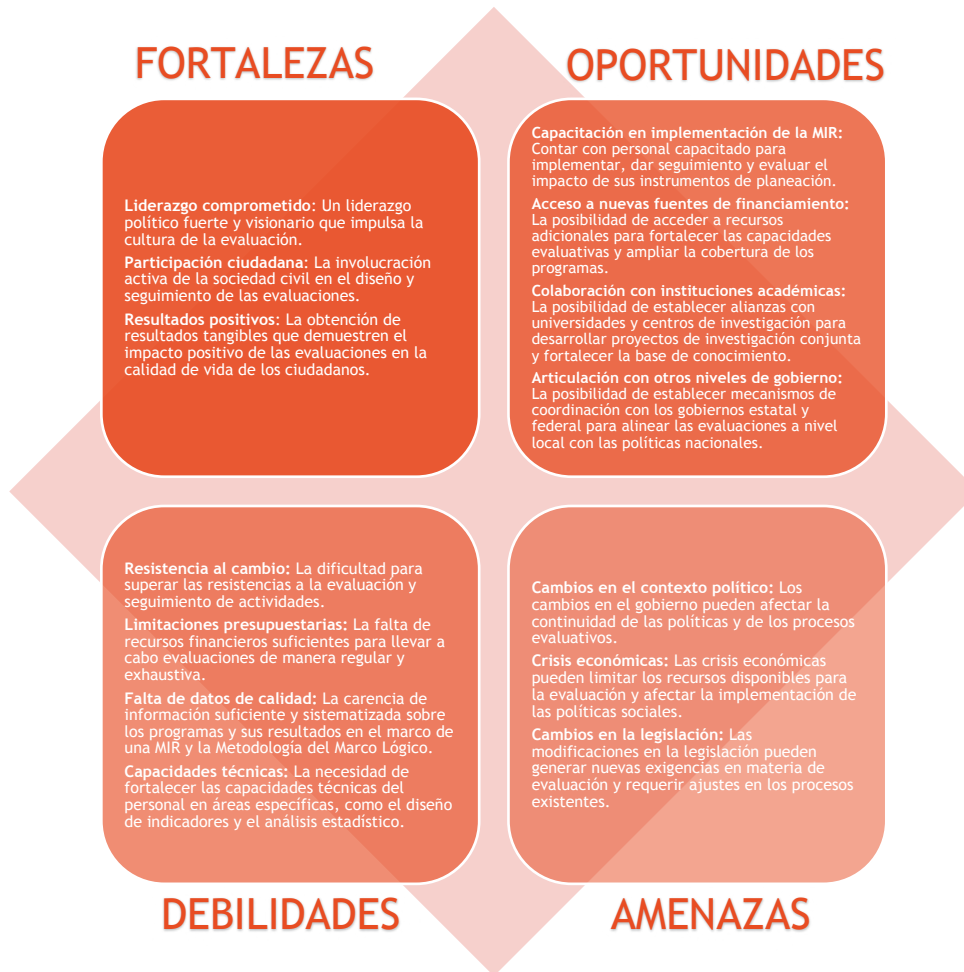 FORTALEZAS
Liderazgo comprometido: Un liderazgo
político fuerte y visionario que impulsa la
cultura de la evaluación.
Participación ciudadana: La involucración
activa de la sociedad civil en el diseño y
seguimiento de las evaluaciones.
Resultados positivos: La obtención de
resultados tangibles que demuestren el
impacto positivo de las evaluaciones en la
calidad de vida de los ciudadanos.
OPORTUNIDADES
Capacitación en implementación de la MIR:
Contar con personal capacitado para
implementar, dar seguimiento y evaluar el
impacto de sus instrumentos de planeación.
Acceso a nuevas fuentes de financiamiento:
La posibilidad de acceder a recursos
adicionales para fortalecer las capacidades
evaluativas y ampliar la cobertura de los
programas.
Colaboración con instituciones académicas:
La posibilidad de establecer alianzas con
universidades y centros de investigación para
desarrollar proyectos de investigación conjunta
y fortalecer la base de conocimiento.
Articulación con otros niveles de gobierno:
La posibilidad de establecer mecanismos de
coordinación con los gobiernos estatal y
federal para alinear las evaluaciones a nivel
local con las políticas nacionales.
Resistencia al cambio: La dificultad para
superar las resistencias a la evaluación y
seguimiento de actividades.
Limitaciones presupuestarias: La falta de
recursos financieros suficientes para llevar a
cabo evaluaciones de manera regular y
exhaustiva.
Falta de datos de calidad: La carencia de
información suficiente y sistematizada sobre
los programas y sus resultados en el marco de
una MIR y la Metodología del Marco Lógico.
Capacidades técnicas: La necesidad de
fortalecer las capacidades técnicas del
personal en áreas específicas, como el diseño
de indicadores y el análisis estadístico.
DEBILIDADES
Cambios en el contexto político: Los
cambios en el gobierno pueden afectar la
continuidad de las políticas y de los procesos
evaluativos.
Crisis económicas: Las crisis económicas
pueden limitar los recursos disponibles para
la evaluación y afectar la implementación de
las políticas sociales.
Cambios en la legislación: Las
modificaciones en la legislación pueden
generar nuevas exigencias en materia de
evaluación y requerir ajustes en los procesos
existentes.
AMENAZAS